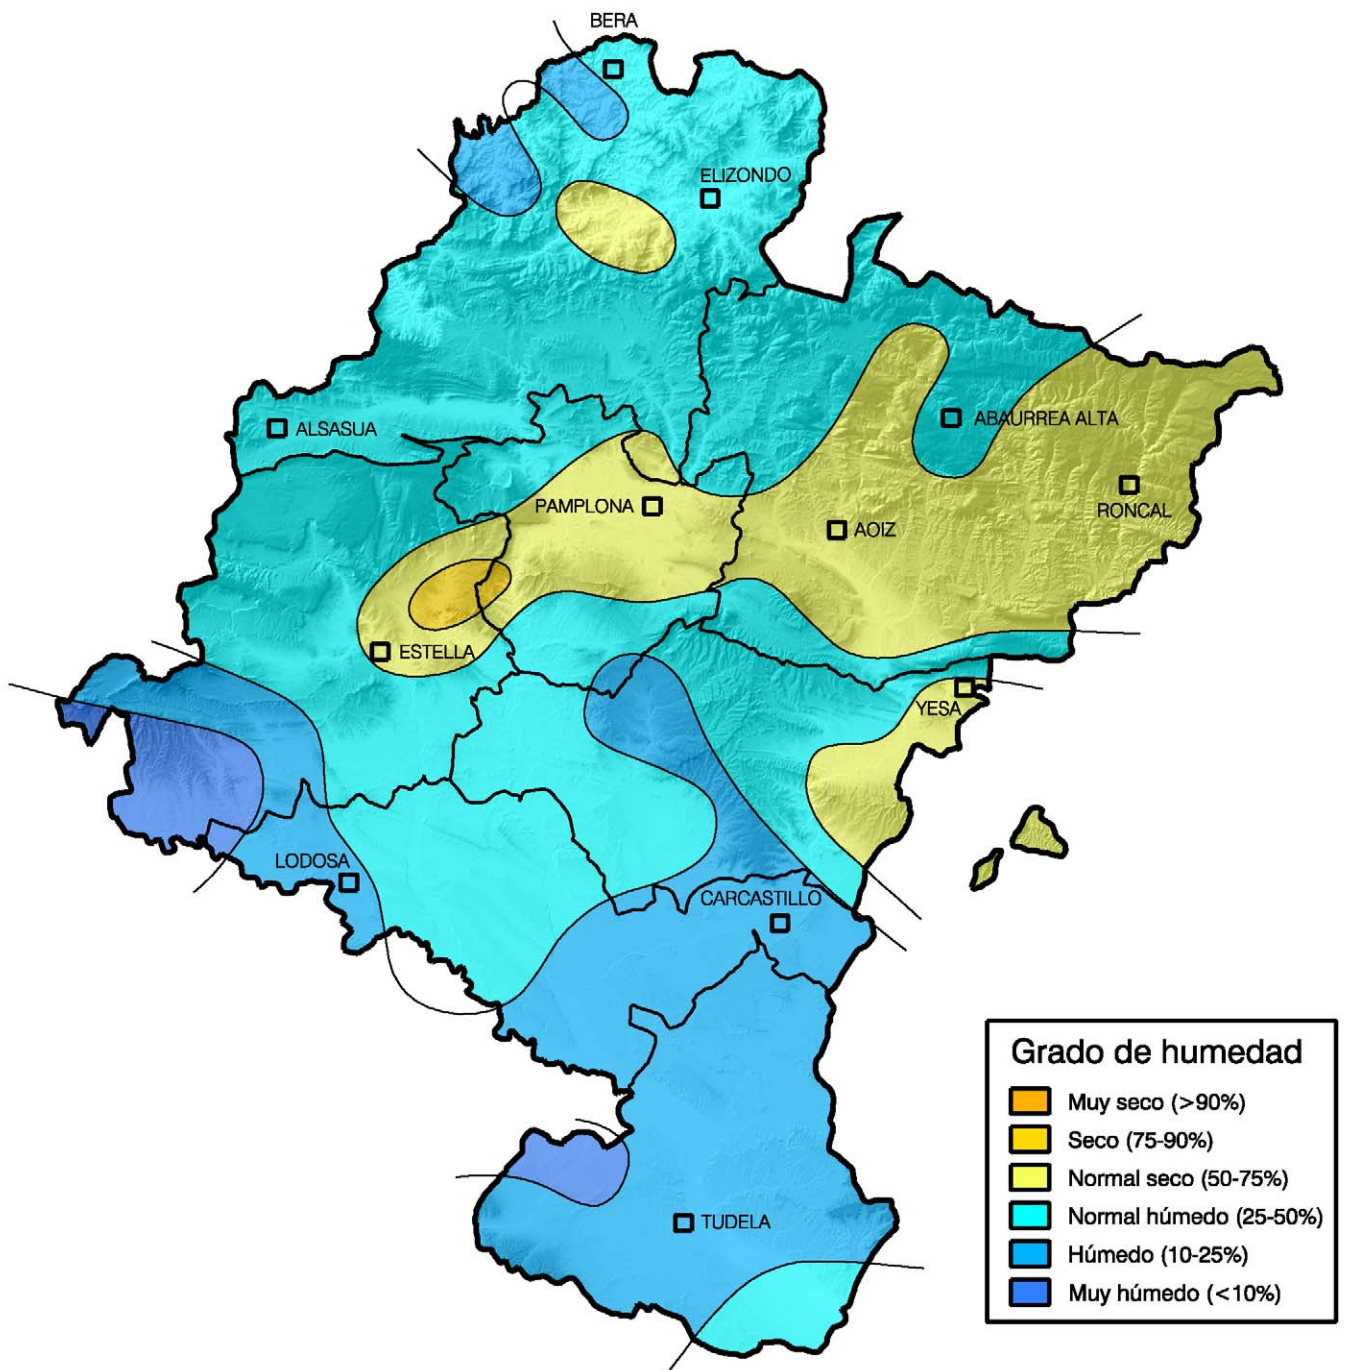 BERA
ELIZONDO
ALSASUA
ABAURREA ALTA
PAMPLONA
RONCAL
AOIZ
ESTELLA
YESA
LODOSA
CARCASTILLO
TUDELA
Grado de humedad
Muy seco (>90%)
Seco (75-90%)
Normal seco (50-75%)
Normal húmedo (25-50%)
Húmedo (10-25%)
Muy húmedo (<10%)